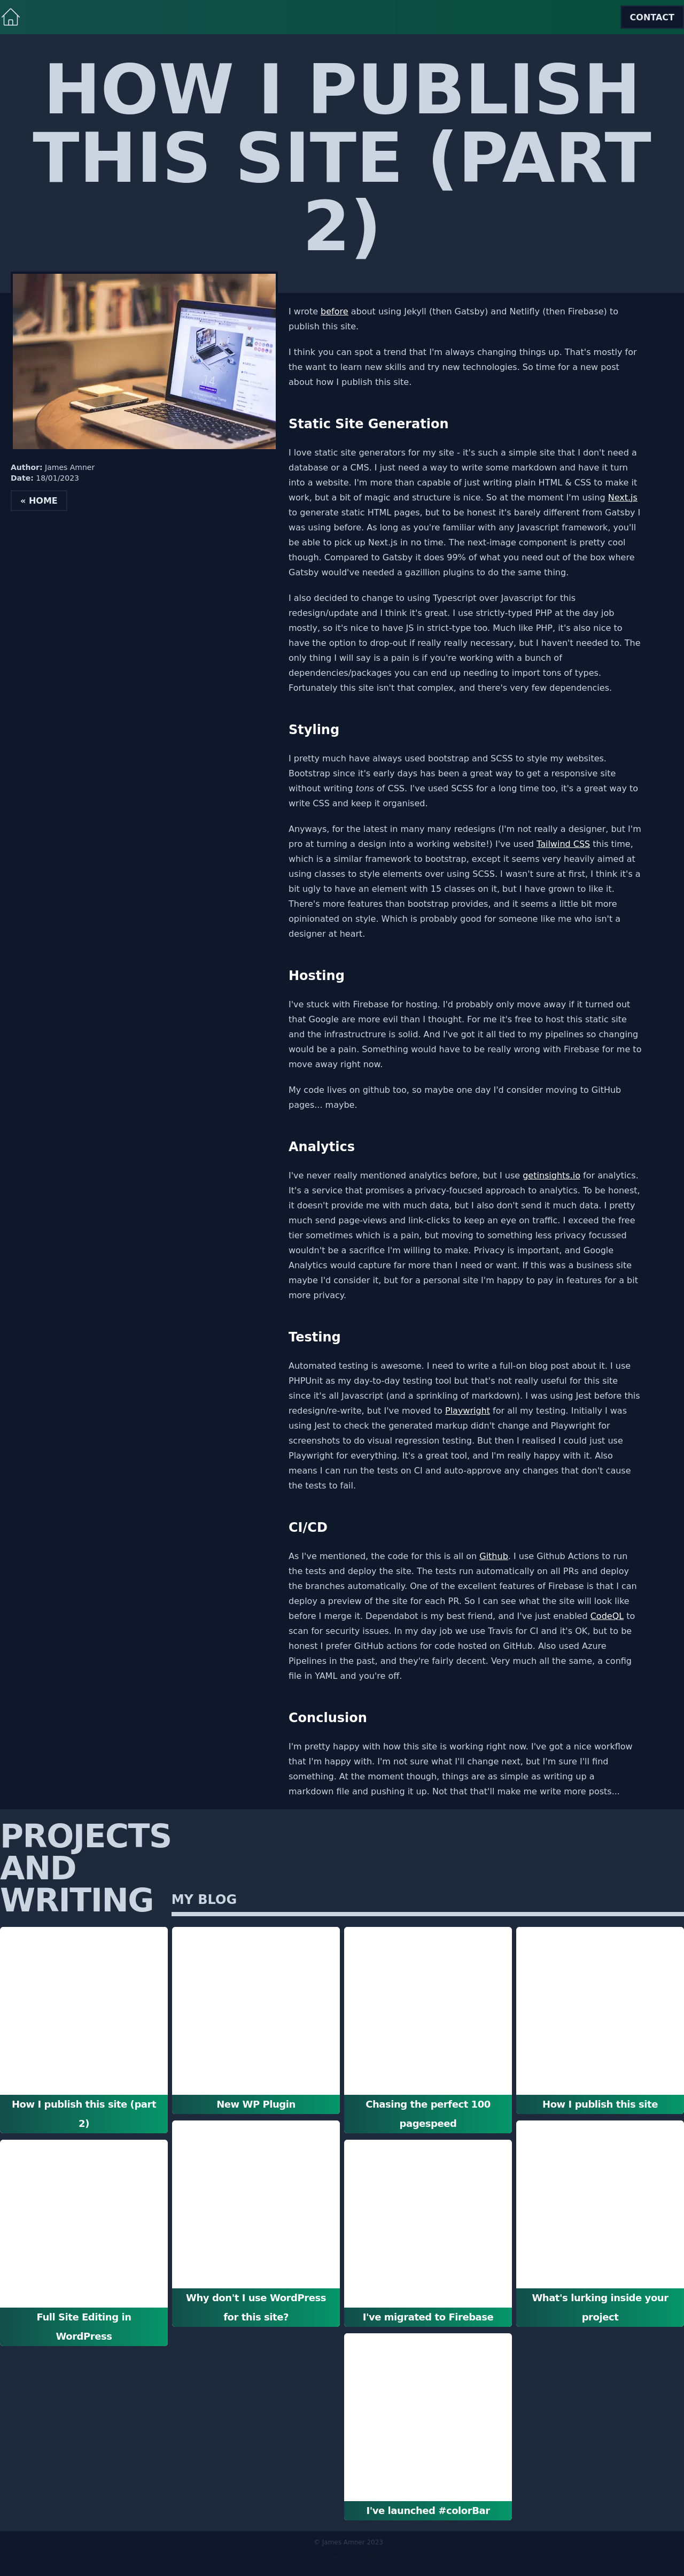 CONTACT
HOW I PUBLISH
THIS SITE (PART
2)
Author: James Amner
Date: 18/01/2023
« HOME
I wrote before about using Jekyll (then Gatsby) and Netlifly (then Firebase) to
publish this site.
I think you can spot a trend that I'm always changing things up. That's mostly for
the want to learn new skills and try new technologies. So time for a new post
about how I publish this site.
Static Site Generation
I love static site generators for my site - it's such a simple site that I don't need a
database or a CMS. I just need a way to write some markdown and have it turn
into a website. I'm more than capable of just writing plain HTML & CSS to make it
work, but a bit of magic and structure is nice. So at the moment I'm using Next.js
to generate static HTML pages, but to be honest it's barely different from Gatsby I
was using before. As long as you're familiar with any Javascript framework, you'll
be able to pick up Next.js in no time. The next-image component is pretty cool
though. Compared to Gatsby it does 99% of what you need out of the box where
Gatsby would've needed a gazillion plugins to do the same thing.
I also decided to change to using Typescript over Javascript for this
redesign/update and I think it's great. I use strictly-typed PHP at the day job
mostly, so it's nice to have JS in strict-type too. Much like PHP, it's also nice to
have the option to drop-out if really really necessary, but I haven't needed to. The
only thing I will say is a pain is if you're working with a bunch of
dependencies/packages you can end up needing to import tons of types.
Fortunately this site isn't that complex, and there's very few dependencies.
Styling
I pretty much have always used bootstrap and SCSS to style my websites.
Bootstrap since it's early days has been a great way to get a responsive site
without writing tons of CSS. I've used SCSS for a long time too, it's a great way to
write CSS and keep it organised.
Anyways, for the latest in many many redesigns (I'm not really a designer, but I'm
pro at turning a design into a working website!) I've used Tailwind CSS this time,
which is a similar framework to bootstrap, except it seems very heavily aimed at
using classes to style elements over using SCSS. I wasn't sure at first, I think it's a
bit ugly to have an element with 15 classes on it, but I have grown to like it.
There's more features than bootstrap provides, and it seems a little bit more
opinionated on style. Which is probably good for someone like me who isn't a
designer at heart.
Hosting
I've stuck with Firebase for hosting. I'd probably only move away if it turned out
that Google are more evil than I thought. For me it's free to host this static site
and the infrastructrure is solid. And I've got it all tied to my pipelines so changing
would be a pain. Something would have to be really wrong with Firebase for me to
move away right now.
My code lives on github too, so maybe one day I'd consider moving to GitHub
pages... maybe.
Analytics
I've never really mentioned analytics before, but I use getinsights.io for analytics.
It's a service that promises a privacy-foucsed approach to analytics. To be honest,
it doesn't provide me with much data, but I also don't send it much data. I pretty
much send page-views and link-clicks to keep an eye on traffic. I exceed the free
tier sometimes which is a pain, but moving to something less privacy focussed
wouldn't be a sacrifice I'm willing to make. Privacy is important, and Google
Analytics would capture far more than I need or want. If this was a business site
maybe I'd consider it, but for a personal site I'm happy to pay in features for a bit
more privacy.
Testing
Automated testing is awesome. I need to write a full-on blog post about it. I use
PHPUnit as my day-to-day testing tool but that's not really useful for this site
since it's all Javascript (and a sprinkling of markdown). I was using Jest before this
redesign/re-write, but I've moved to Playwright for all my testing. Initially I was
using Jest to check the generated markup didn't change and Playwright for
screenshots to do visual regression testing. But then I realised I could just use
Playwright for everything. It's a great tool, and I'm really happy with it. Also
means I can run the tests on CI and auto-approve any changes that don't cause
the tests to fail.
CI/CD
As I've mentioned, the code for this is all on Github. I use Github Actions to run
the tests and deploy the site. The tests run automatically on all PRs and deploy
the branches automatically. One of the excellent features of Firebase is that I can
deploy a preview of the site for each PR. So I can see what the site will look like
before I merge it. Dependabot is my best friend, and I've just enabled CodeQL to
scan for security issues. In my day job we use Travis for CI and it's OK, but to be
honest I prefer GitHub actions for code hosted on GitHub. Also used Azure
Pipelines in the past, and they're fairly decent. Very much all the same, a config
file in YAML and you're off.
Conclusion
I'm pretty happy with how this site is working right now. I've got a nice workflow
that I'm happy with. I'm not sure what I'll change next, but I'm sure I'll find
something. At the moment though, things are as simple as writing up a
markdown file and pushing it up. Not that that'll make me write more posts...
PROJECTS
AND
WRITING
MY BLOG
How I publish this site (part
2)
New WP Plugin
Chasing the perfect 100
pagespeed
How I publish this site
Full Site Editing in
WordPress
Why don't I use WordPress
for this site?
I've migrated to Firebase
What's lurking inside your
project
I've launched #colorBar
© James Amner 2023